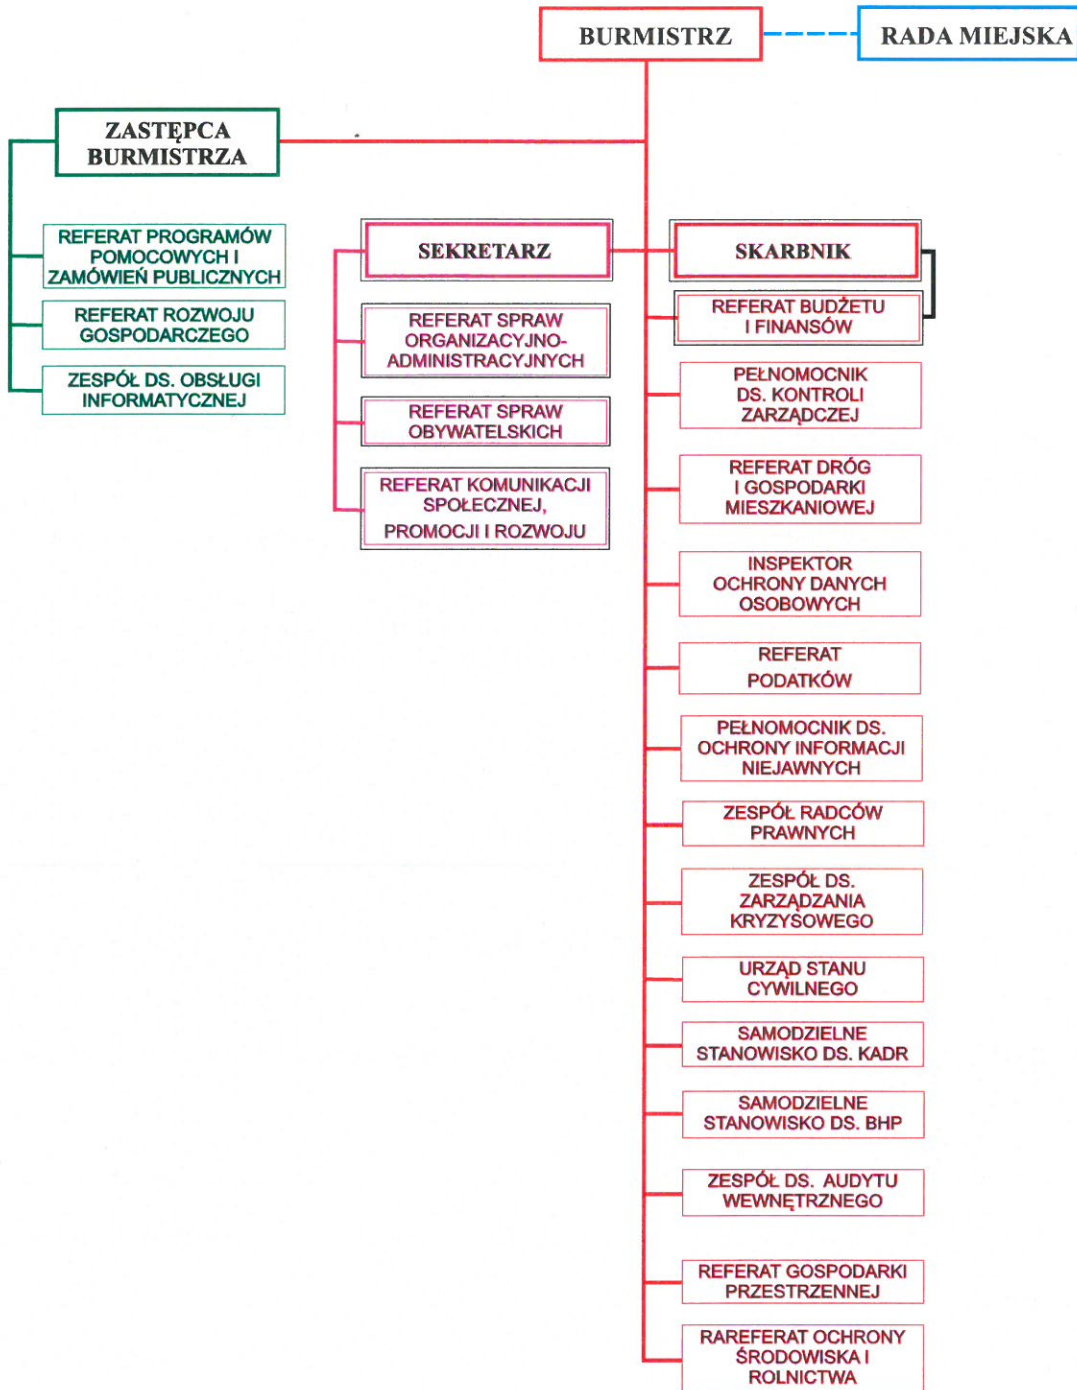 BURMISTRZ
RADA MIEJSKA
ZASTĘPCA
BURMISTRZA
REFERAT PROGRAMÓW
POMOCOWYCH I
ZAMÓWIEŃ PUBLICZNYCH
REFERAT ROZWOJU
GOSPODARCZEGO
ZESPÓŁ DS. OBSŁUGI
INFORMATYCZNEJ
SEKRETARZ
REFERAT SPRAW
ORGANIZACYJNO-
ADMINISTRACYJNYCH
REFERAT SPRAW
OBYWATELSKICH
REFERAT KOMUNIKACJI
SPOŁECZNEJ,
PROMOCJI I ROZWOJU
SKARBNIK
REFERAT BUDŻETU
I FINANSÓW
PEŁNOMOCNIK
DS. KONTROLI
ZARZĄDCZEJ
REFERAT DRÓG
I GOSPODARKI
MIESZKANIOWEJ
INSPEKTOR
OCHRONY DANYCH
OSOBOWYCH
REFERAT
PODATKÓW
PEŁNOMOCNIK DS.
OCHRONY INFORMACJI
NIEJAWNYCH
ZESPÓŁ RADCÓW
PRAWNYCH
ZESPÓŁ DS.
ZARZĄDZANIA
KRYZYSOWEGO
URZĄD STANU
CYWILNEGO
SAMODZIELNE
STANOWISKO DS. KADR
SAMODZIELNE
STANOWISKO DS. BHP
ZESPÓŁ DS. AUDYTU
WEWNĘTRZNEGO
REFERAT GOSPODARKI
PRZESTRZENNEJ
RAREFERAT OCHRONY
ŚRODOWISKA I
ROLNICTWA